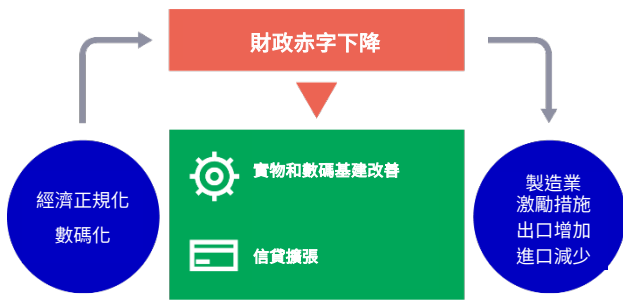 財政赤字下降
經濟正規化
數碼化
實物和數碼基建改善
信貸擴張
製造業
激勵措施
出口增加
進口減少